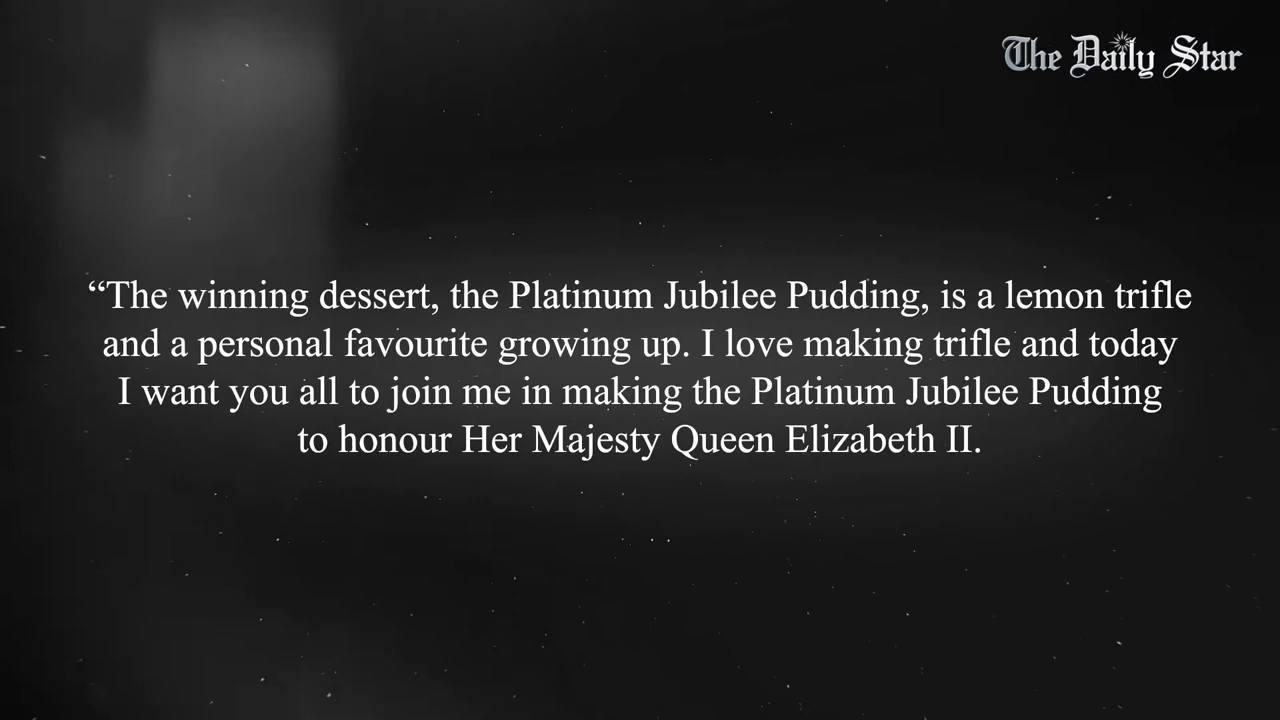 The Daily Star
“The winning dessert, the Platinum Jubilee Pudding, is a lemon trifle
and a personal favourite growing up. I love making trifle and today
I want you all to join me in making the Platinum Jubilee Pudding
to honour Her Majesty Queen Elizabeth II.